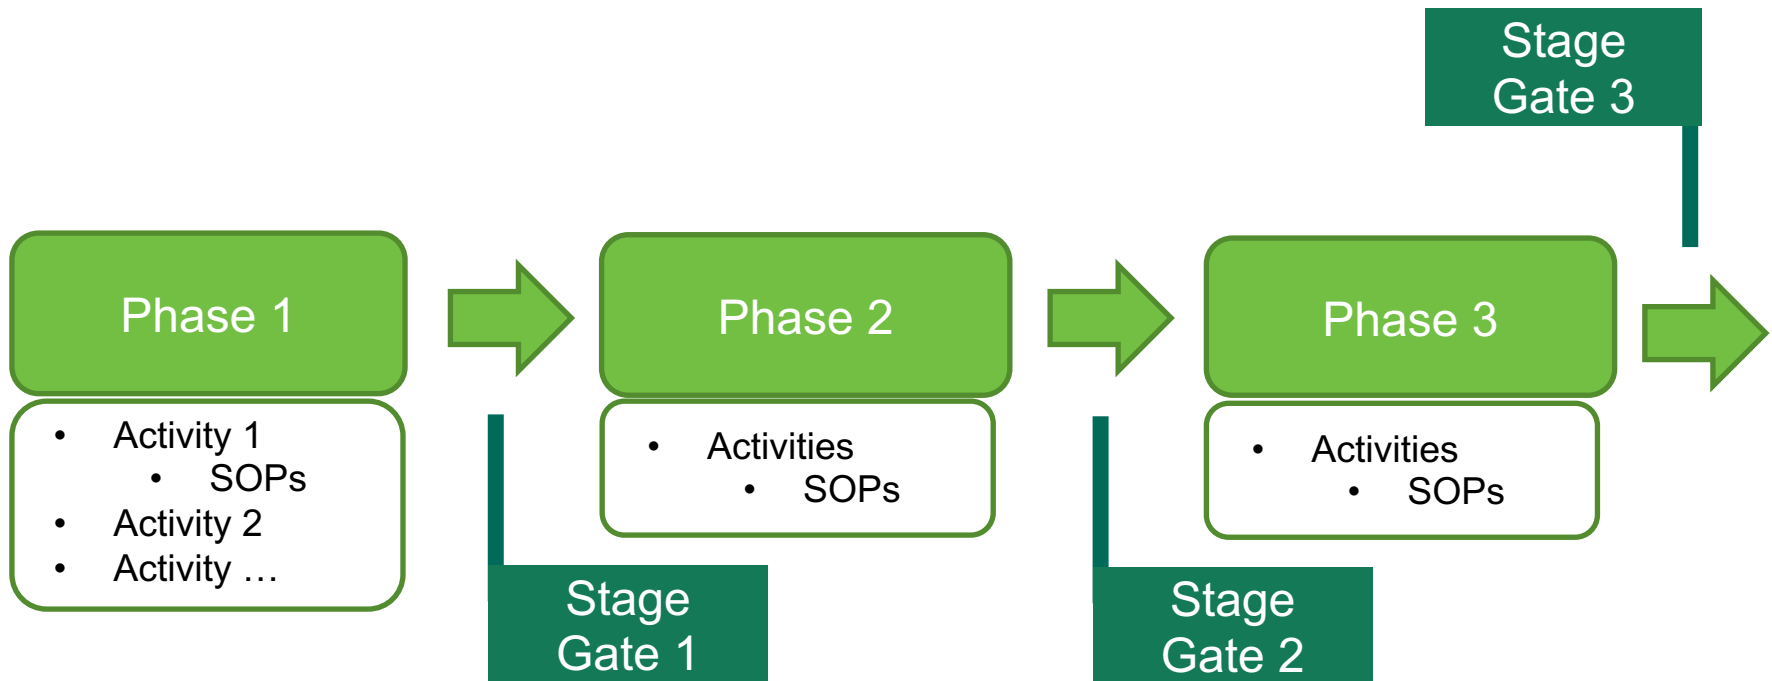 Stage
Gate 3
Phase 1
Phase 2
Phase 3
• Activity 1
• SOPs
• Activity 2
• Activity …
• Activities
• SOPs
• Activities
• SOPs
Stage
Gate 1
Stage
Gate 2